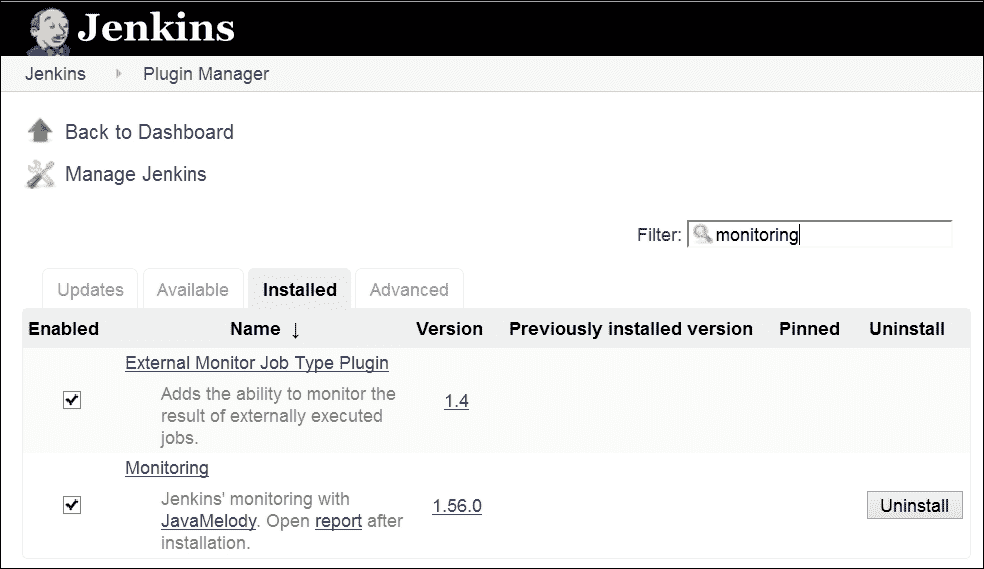 Jenkins
Jenkins Plugin Manager
Back to Dashboard
Manage Jenkins
Filter: monitoring
Updates Available Installed Advanced
Enabled Name ↓ Version Previously installed version Pinned Uninstall
External Monitor Job Type Plugin
Adds the ability to monitor the
result of externally executed
jobs.
1.4
Monitoring
Jenkins' monitoring with
JavaMelody. Open report after
installation.
1.56.0
Uninstall